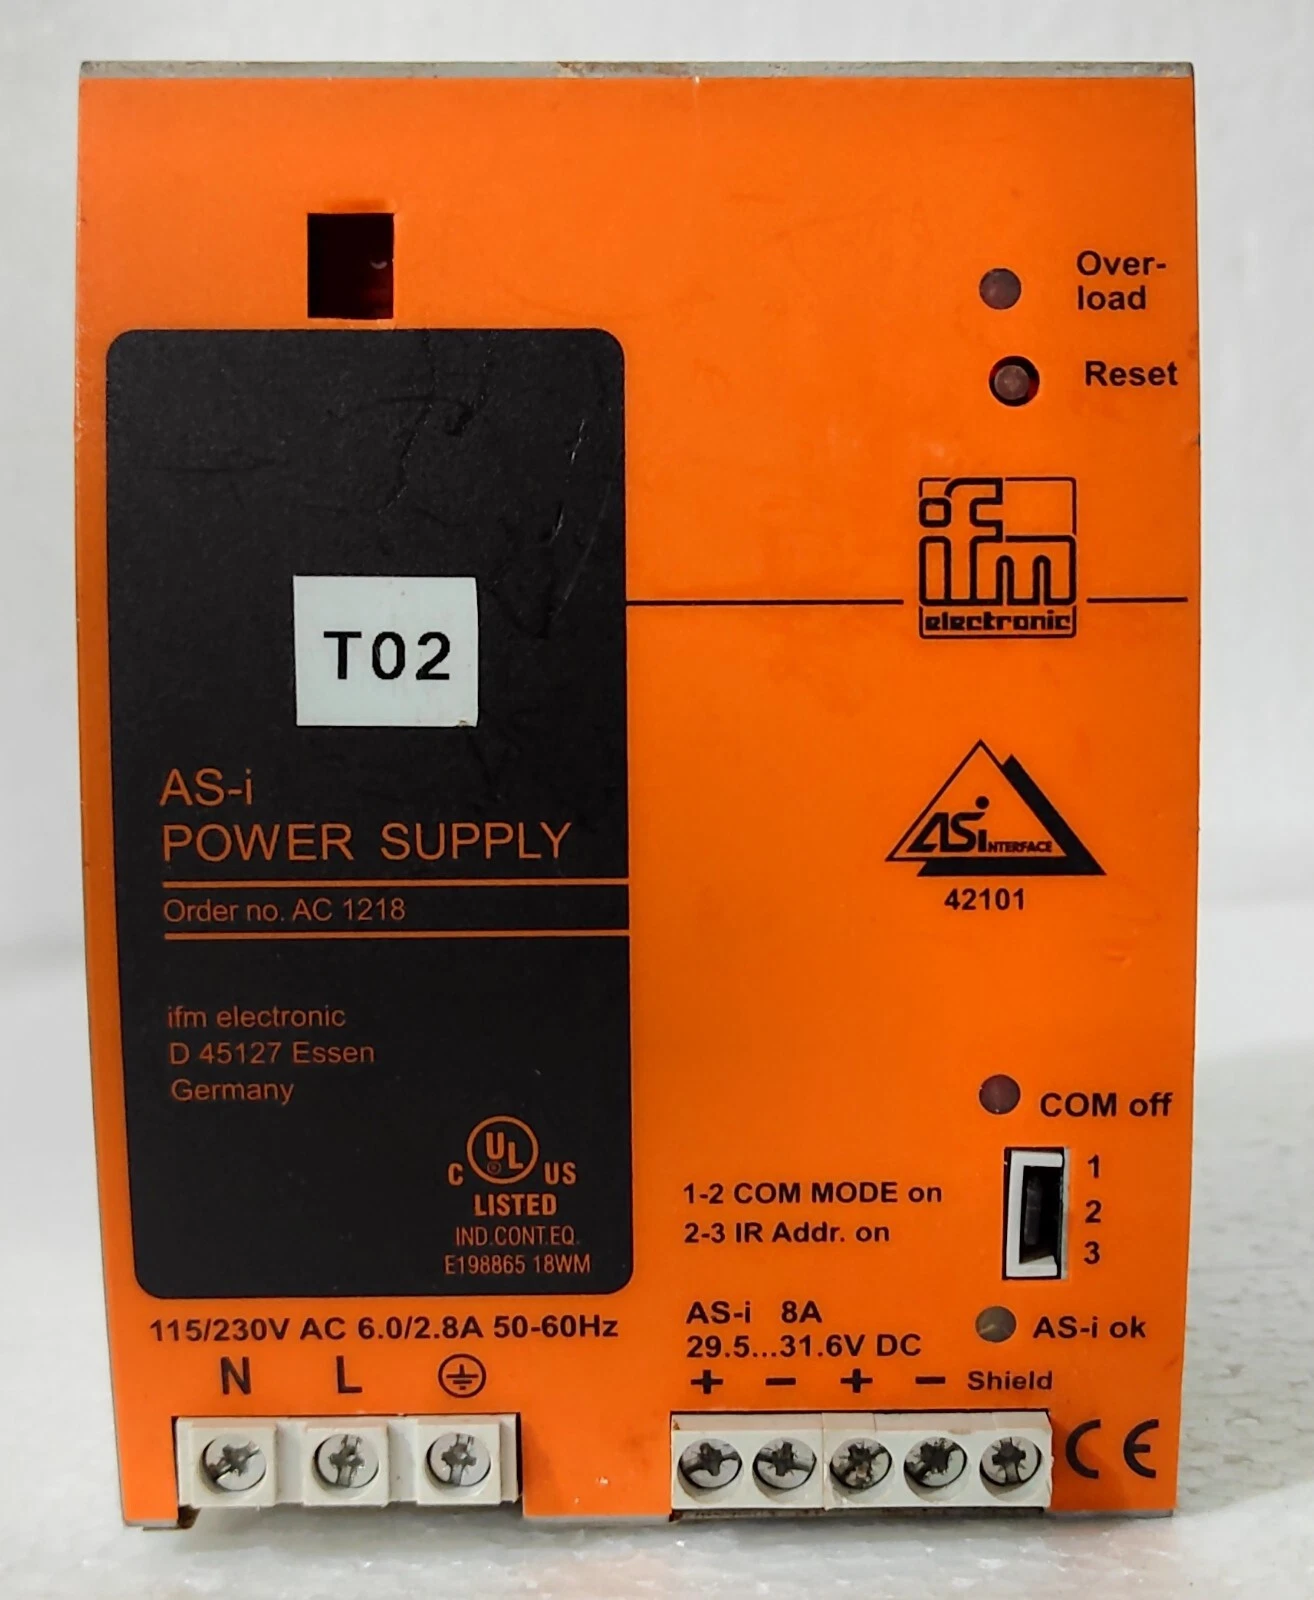 Over-
load
Reset
ifm
electronic
T02
AS-i
POWER SUPPLY
Order no. AC 1218
ASi NTERFACE
42101
ifm electronic
D 45127 Essen
Germany
C UL ® US
LISTED
IND.CONT.EQ.
E198865 18WM
COM off
1
2
3
1-2 COM MODE on
2-3 IR Addr. on
115/230V AC 6.0/2.8A 50-60Hz
N L
AS-i 8A
29.5...31.6V DC
AS-i ok
+ − + − Shield
CE